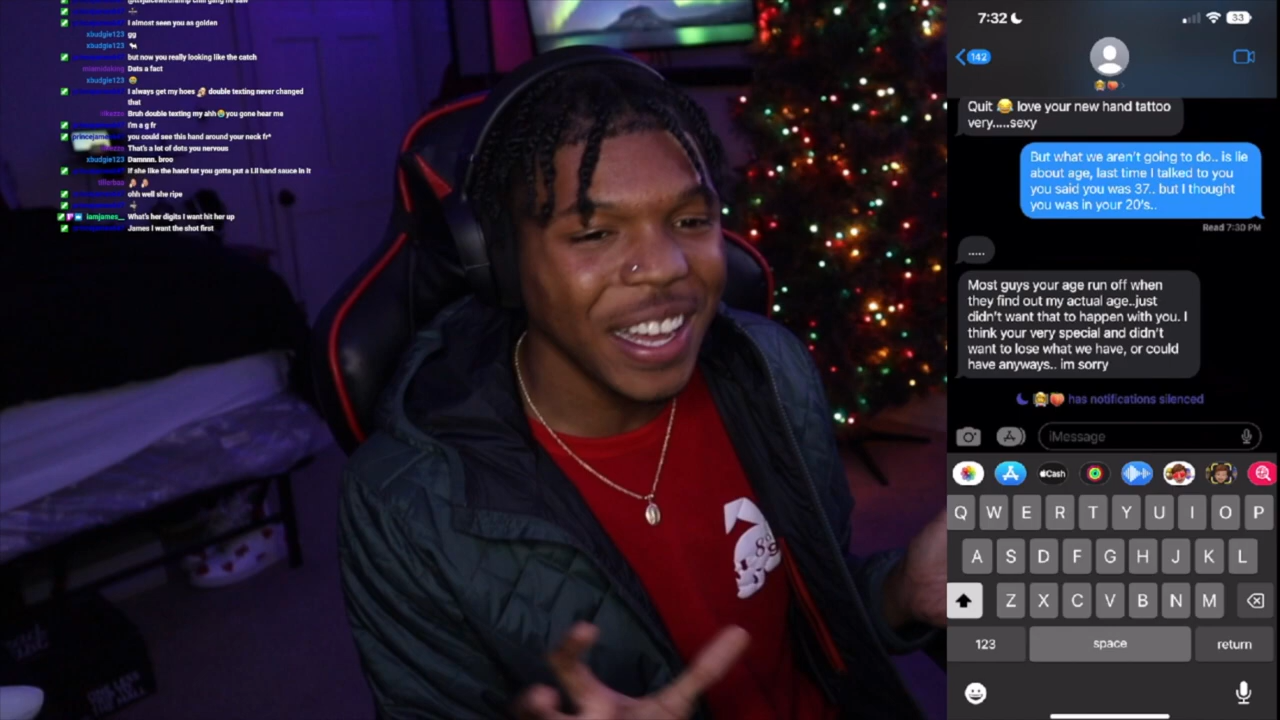 I almost seen you as golden
xbudgie123 gg
xbudgie123
but now you really looking like the catch
Dats a fact
xbudgie123
I always get my hoes double texting never changed
that
Bruh double texting my ahh you gone hear me
I'm a g fr
you could see this hand around your neck fr*
That's a lot of dots you nervous
xbudgie123 Damnnn. broo
If she like the hand tat you gotta put a Lil hand sauce in it
ohh well she ripe
iamjames_ What's her digits I want hit her up
James I want the shot first
7:32
33
142
Quit 😂 love your new hand tattoo
very.....sexy
But what we aren't going to do.. is lie
about age, last time I talked to you
you said you was 37.. but I thought
you was in your 20's..
Read 7:30 PM
.....
Most guys your age run off when
they find out my actual age..just
didn't want that to happen with you. I
think your very special and didn't
want to lose what we have, or could
have anyways.. im sorry
has notifications silenced
iMessage
Cash
Q W E R T Y U I O P
A S D F G H J K L
Z X C V B N M
123 space return